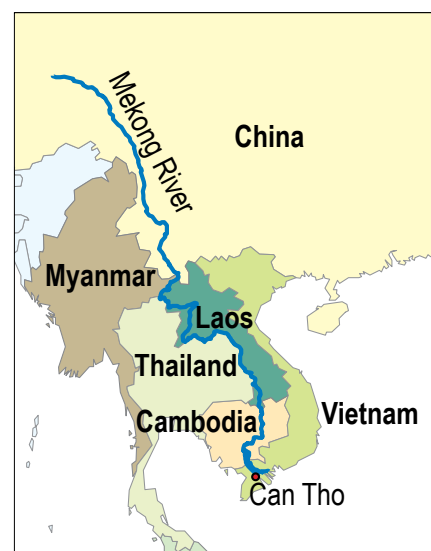 Mekong River
China
Myanmar
Laos
Thailand
Cambodia
Vietnam
Can Tho